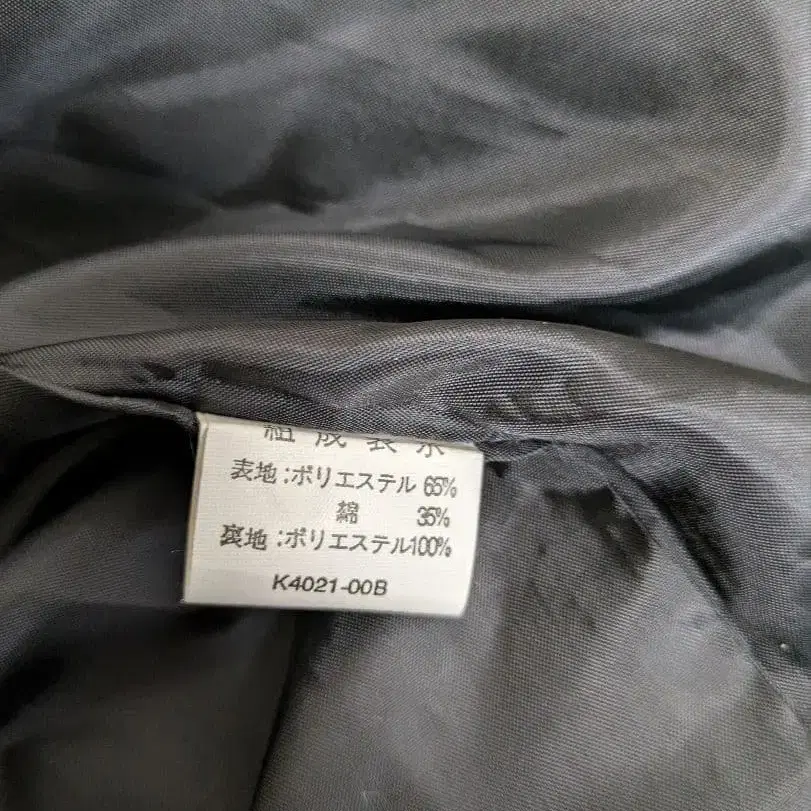 組成表示
表地:ポリエステル 65%
綿 35%
裏地:ポリエステル100%
K4021-00B